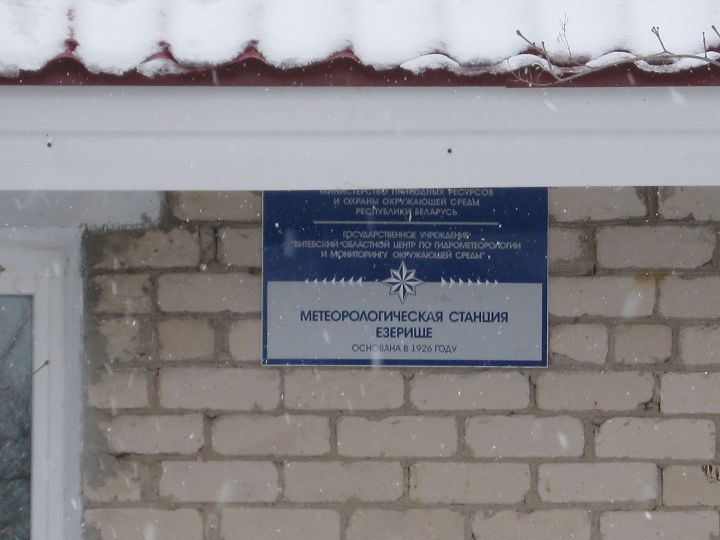 МИНИСТЕРСТВО ПРИРОДНЫХ РЕСУРСОВ
И ОХРАНЫ ОКРУЖАЮЩЕЙ СРЕДЫ
РЕСПУБЛИКИ БЕЛАРУСЬ
ГОСУДАРСТВЕННОЕ УЧРЕЖДЕНИЕ
"ВИТЕБСКИЙ ОБЛАСТНОЙ ЦЕНТР ПО ГИДРОМЕТЕОРОЛОГИИ
И МОНИТОРИНГУ ОКРУЖАЮЩЕЙ СРЕДЫ"
МЕТЕОРОЛОГИЧЕСКАЯ СТАНЦИЯ
ЕЗЕРИЩЕ
ОСНОВАНА В 1926 ГОДУ